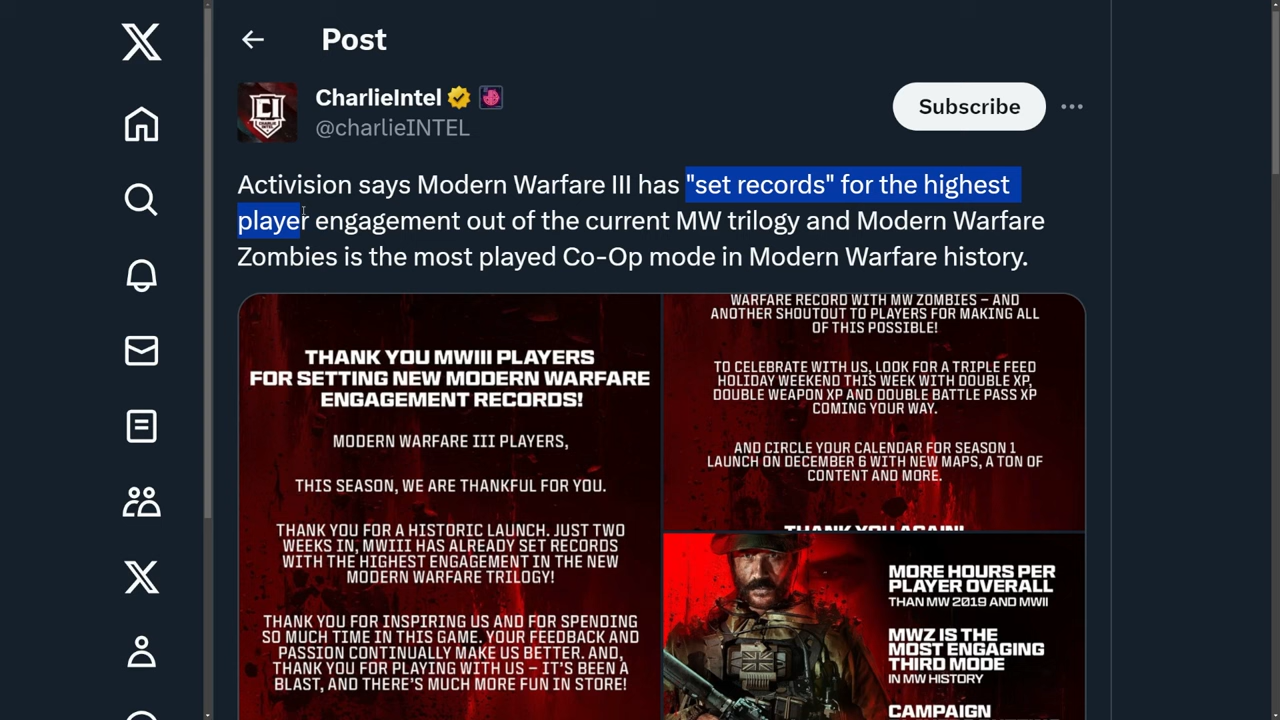 Post
CharlieIntel
@charlieINTEL
Subscribe
Activision says Modern Warfare III has "set records" for the highest
player engagement out of the current MW trilogy and Modern Warfare
Zombies is the most played Co-Op mode in Modern Warfare history.
THANK YOU MWIII PLAYERS
FOR SETTING NEW MODERN WARFARE
ENGAGEMENT RECORDS!
MODERN WARFARE III PLAYERS,
THIS SEASON, WE ARE THANKFUL FOR YOU.
THANK YOU FOR A HISTORIC LAUNCH. JUST TWO
WEEKS IN, MWIII HAS ALREADY SET RECORDS
WITH THE HIGHEST ENGAGEMENT IN THE NEW
MODERN WARFARE TRILOGY!
THANK YOU FOR INSPIRING US AND FOR SPENDING
SO MUCH TIME IN THIS GAME. YOUR FEEDBACK AND
PASSION CONTINUALLY MAKE US BETTER. AND,
THANK YOU FOR PLAYING WITH US – IT'S BEEN A
BLAST, AND THERE'S MUCH MORE FUN IN STORE!
WARFARE RECORD WITH MW ZOMBIES – AND
ANOTHER SHOUTOUT TO PLAYERS FOR MAKING ALL
OF THIS POSSIBLE!
TO CELEBRATE WITH US, LOOK FOR A TRIPLE FEED
HOLIDAY WEEKEND THIS WEEK WITH DOUBLE XP,
DOUBLE WEAPON XP AND DOUBLE BATTLE PASS XP
COMING YOUR WAY.
AND CIRCLE YOUR CALENDAR FOR SEASON 1
LAUNCH ON DECEMBER 6 WITH NEW MAPS, A TON OF
CONTENT AND MORE.
THANK YOU AGAIN!
MORE HOURS PER
PLAYER OVERALL
THAN MW 2019 AND MWII
MWZ IS THE
MOST ENGAGING
THIRD MODE
IN MW HISTORY
CAMPAIGN